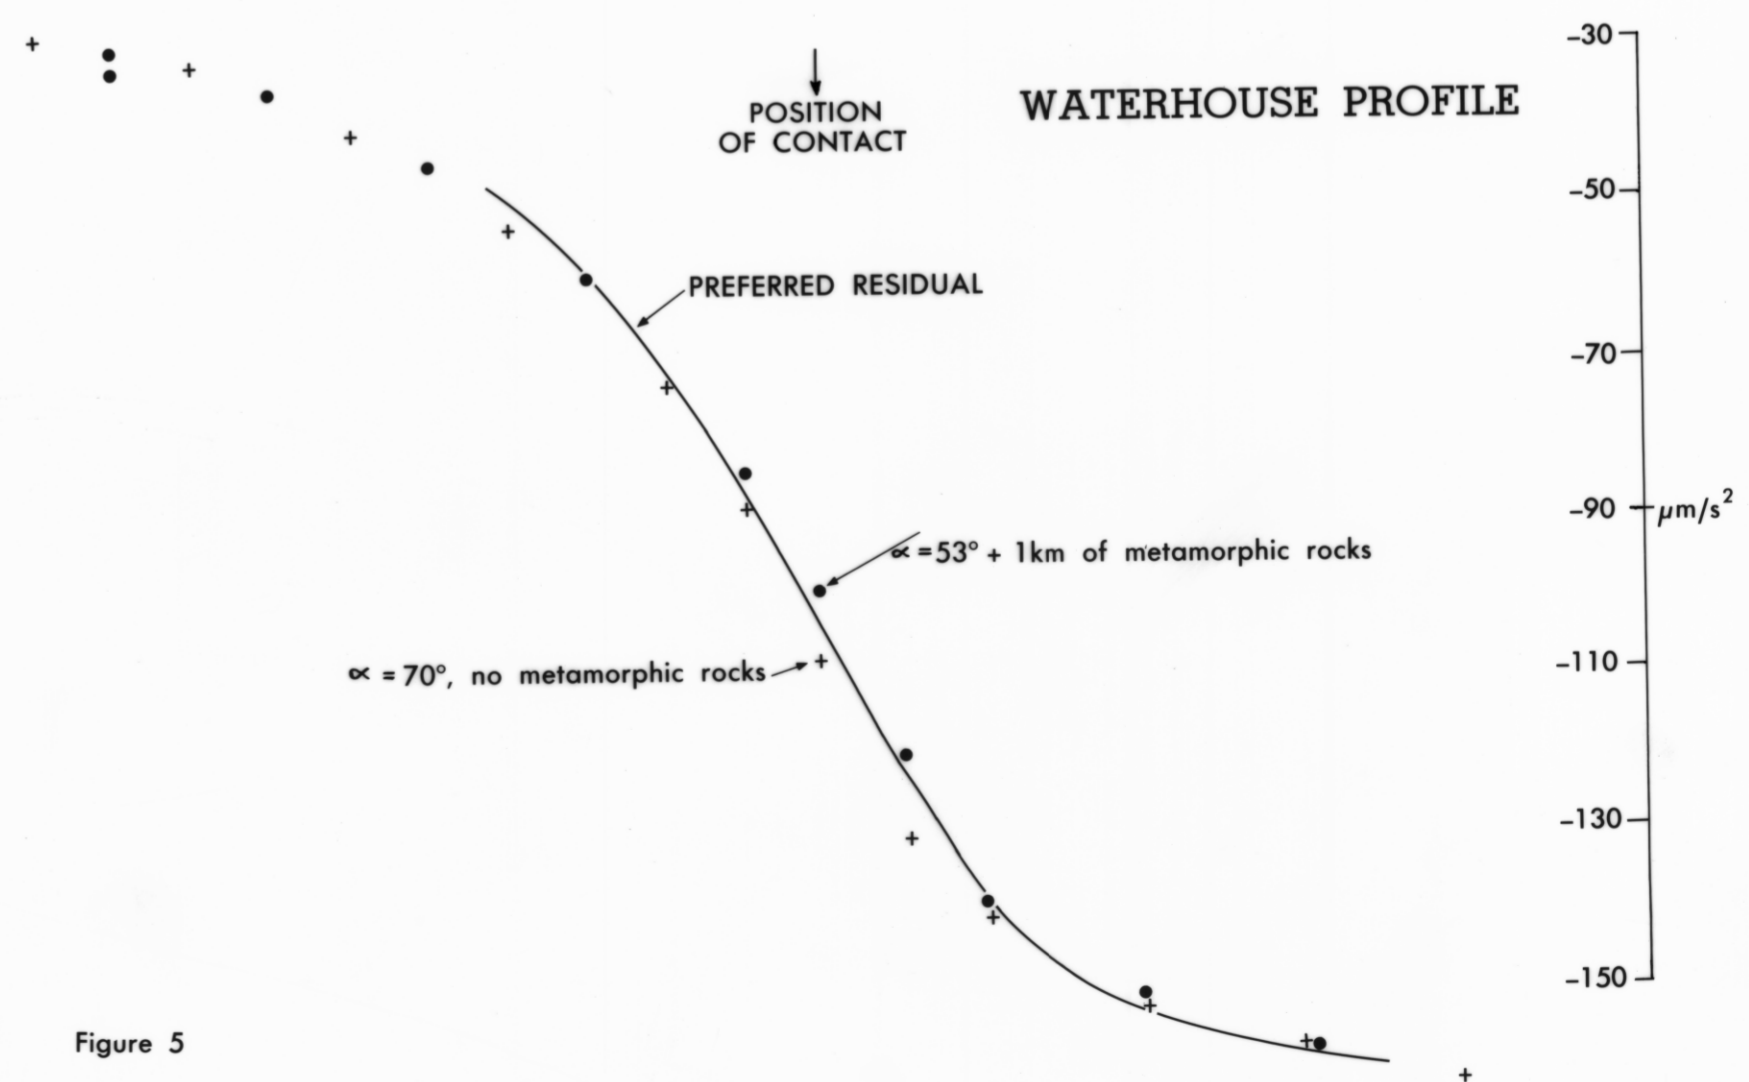 POSITION
OF CONTACT
WATERHOUSE PROFILE
PREFERRED RESIDUAL
∝ = 53° + 1km of metamorphic rocks
∝ = 70°, no metamorphic rocks
-30
-50
-70
-90 μm/s²
-110
-130
-150
Figure 5